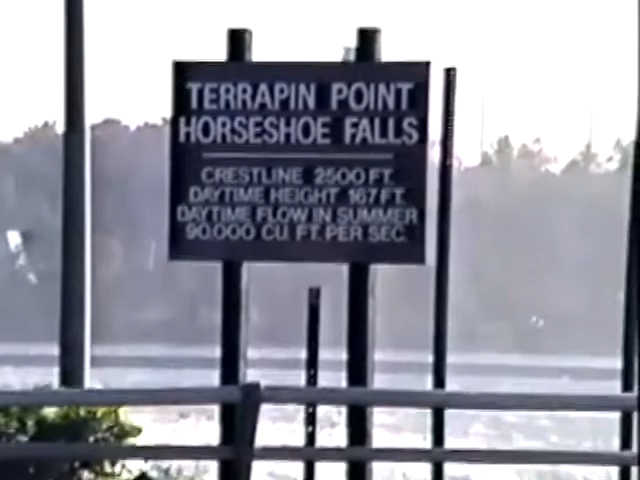 TERRAPIN POINT
HORSESHOE FALLS
CRESTLINE 2500 FT.
DAYTIME HEIGHT 167 FT.
DAYTIME FLOW IN SUMMER
90.000 CU FT. PER SEC.